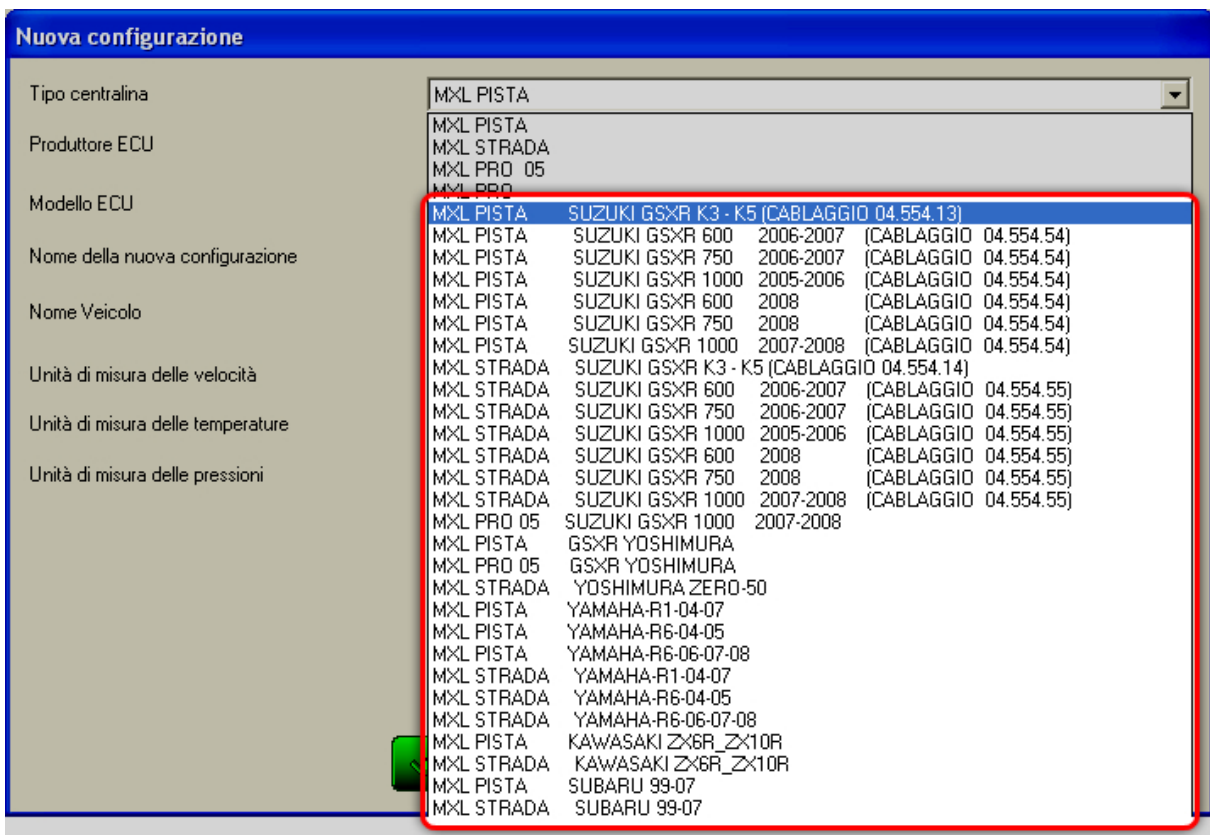 Nuova configurazione
Tipo centralina
MXL PISTA
Produttore ECU
Modello ECU
Nome della nuova configurazione
Nome Veicolo
Unità di misura delle velocità
Unità di misura delle temperature
Unità di misura delle pressioni
MXL PISTA
MXL STRADA
MXL PRO 05
MXL PRO
MXL PISTA SUZUKI GSXR K3 - K5 (CABLAGGIO 04.554.13)
MXL PISTA SUZUKI GSXR 600 2006-2007 (CABLAGGIO 04.554.54)
MXL PISTA SUZUKI GSXR 750 2006-2007 (CABLAGGIO 04.554.54)
MXL PISTA SUZUKI GSXR 1000 2005-2006 (CABLAGGIO 04.554.54)
MXL PISTA SUZUKI GSXR 600 2008 (CABLAGGIO 04.554.54)
MXL PISTA SUZUKI GSXR 750 2008 (CABLAGGIO 04.554.54)
MXL PISTA SUZUKI GSXR 1000 2007-2008 (CABLAGGIO 04.554.54)
MXL STRADA SUZUKI GSXR K3 - K5 (CABLAGGIO 04.554.14)
MXL STRADA SUZUKI GSXR 600 2006-2007 (CABLAGGIO 04.554.55)
MXL STRADA SUZUKI GSXR 750 2006-2007 (CABLAGGIO 04.554.55)
MXL STRADA SUZUKI GSXR 1000 2005-2006 (CABLAGGIO 04.554.55)
MXL STRADA SUZUKI GSXR 600 2008 (CABLAGGIO 04.554.55)
MXL STRADA SUZUKI GSXR 750 2008 (CABLAGGIO 04.554.55)
MXL STRADA SUZUKI GSXR 1000 2007-2008 (CABLAGGIO 04.554.55)
MXL PRO 05 SUZUKI GSXR 1000 2007-2008
MXL PISTA GSXR YOSHIMURA
MXL PRO 05 GSXR YOSHIMURA
MXL STRADA YOSHIMURA ZERO-50
MXL PISTA YAMAHA-R1-04-07
MXL PISTA YAMAHA-R6-04-05
MXL PISTA YAMAHA-R6-06-07-08
MXL STRADA YAMAHA-R1-04-07
MXL STRADA YAMAHA-R6-04-05
MXL STRADA YAMAHA-R6-06-07-08
MXL PISTA KAWASAKI ZX6R_ZX10R
MXL STRADA KAWASAKI ZX6R_ZX10R
MXL PISTA SUBARU 99-07
MXL STRADA SUBARU 99-07